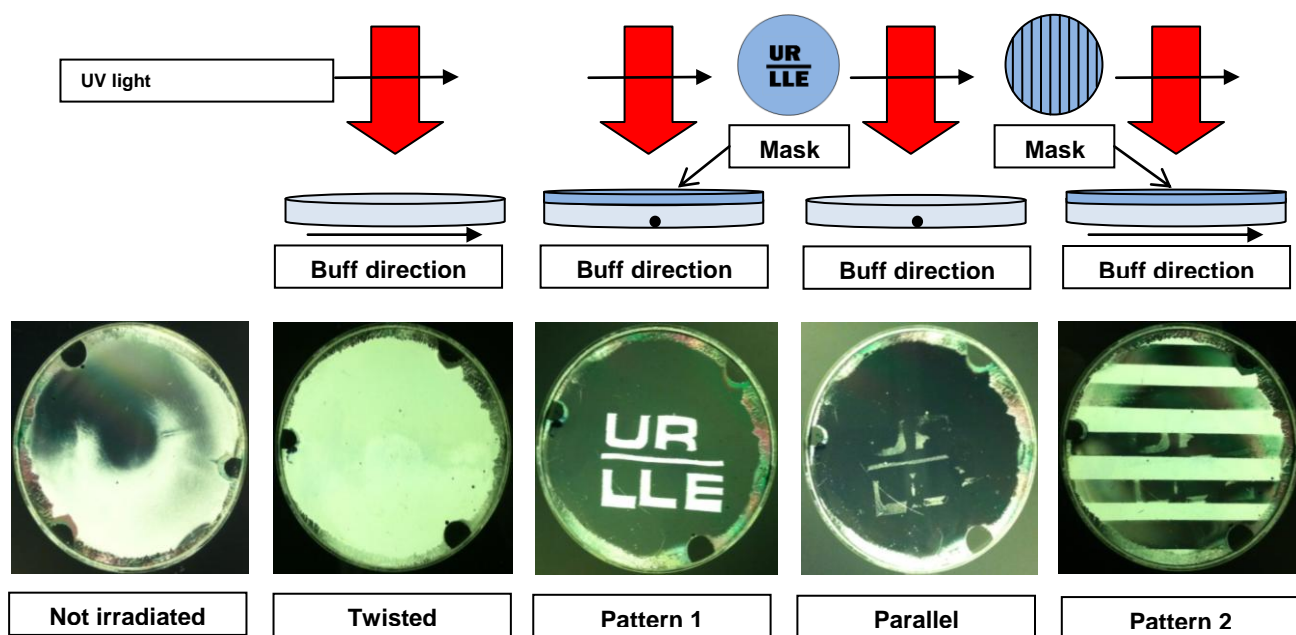 UV light
UR
LLE
Mask
Mask
Buff direction
Buff direction
Buff direction
Buff direction
UR
LLE
Not irradiated
Twisted
Pattern 1
Parallel
Pattern 2